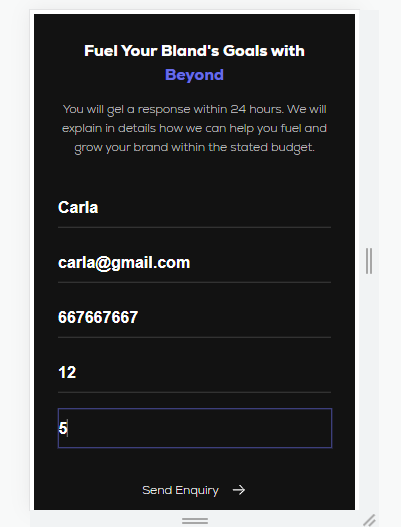 Fuel Your Bland's Goals with
Beyond
You will gel a response within 24 hours. We will
explain in details how we can help you fuel and
grow your brand within the stated budget.
Carla
carla@gmail.com
667667667
12
5
Send Enquiry →